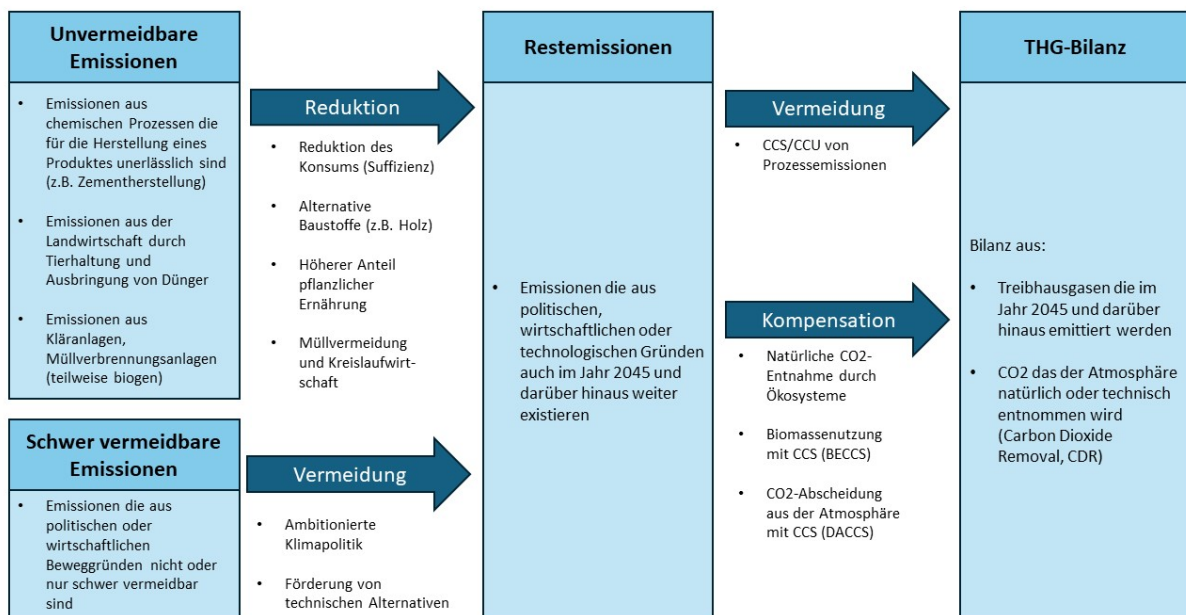 Unvermeidbare
Emissionen
• Emissionen aus
chemischen Prozessen die
für die Herstellung eines
Produktes unerlässlich sind
(z.B. Zementherstellung)
• Emissionen aus der
Landwirtschaft durch
Tierhaltung und
Ausbringung von Dünger
• Emissionen aus
Kläranlagen,
Müllverbrennungsanlagen
(teilweise biogen)
Schwer vermeidbare
Emissionen
• Emissionen die aus
politischen oder
wirtschaftlichen
Beweggründen nicht oder
nur schwer vermeidbar
sind
Reduktion
• Reduktion des
Konsums (Suffizienz)
• Alternative
Baustoffe (z.B. Holz)
• Höherer Anteil
pflanzlicher
Ernährung
• Müllvermeidung
und Kreislaufwirt-
schaft
Vermeidung
• Ambitionierte
Klimapolitik
• Förderung von
technischen Alternativen
Restemissionen
• Emissionen die aus
politischen,
wirtschaftlichen oder
technologischen Gründen
auch im Jahr 2045 und
darüber hinaus weiter
existieren
Vermeidung
• CCS/CCU von
Prozessemissionen
Kompensation
• Natürliche CO2-
Entnahme durch
Ökosysteme
• Biomassenutzung
mit CCS (BECCS)
• CO2-Abscheidung
aus der Atmosphäre
mit CCS (DACCS)
THG-Bilanz
Bilanz aus:
• Treibhausgasen die im
Jahr 2045 und darüber
hinaus emittiert werden
• CO2 das der Atmosphäre
natürlich oder technisch
entnommen wird
(Carbon Dioxide
Removal, CDR)